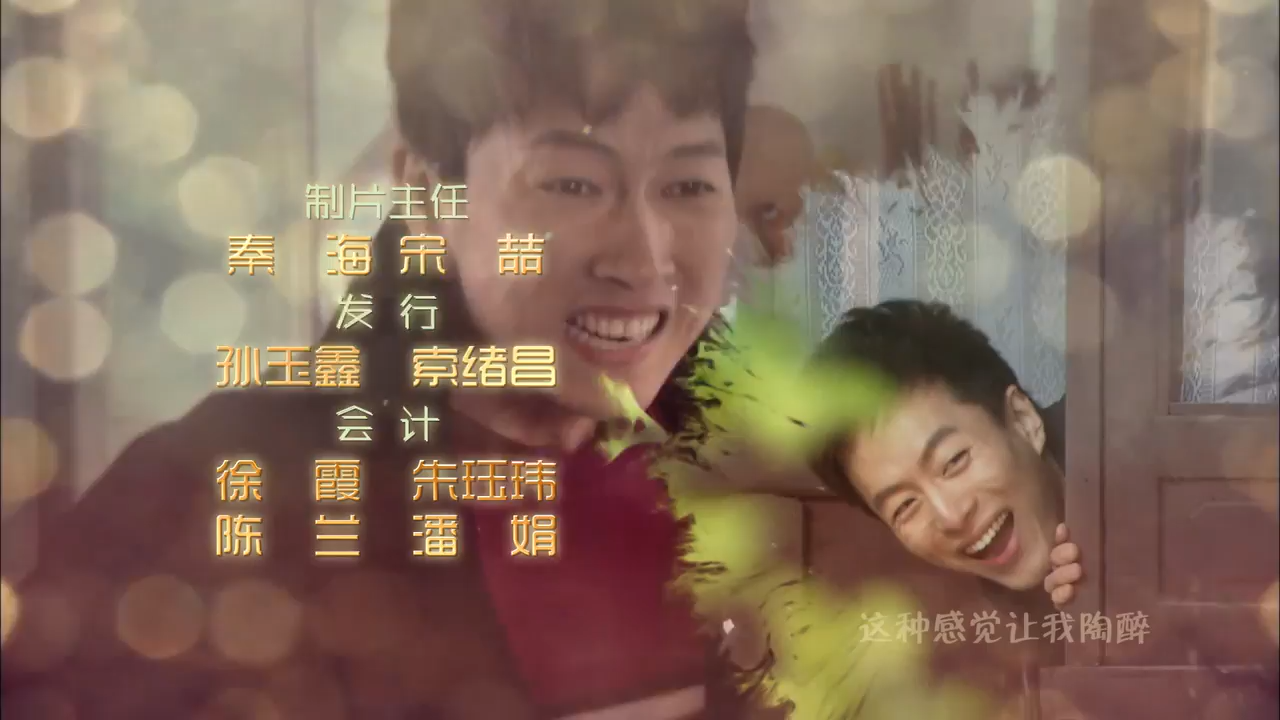 制片主任
秦海 宋喆
发行
孙玉鑫 索绪昌
会计
徐霞 朱珏玮
陈兰 潘娟
这种感觉让我陶醉